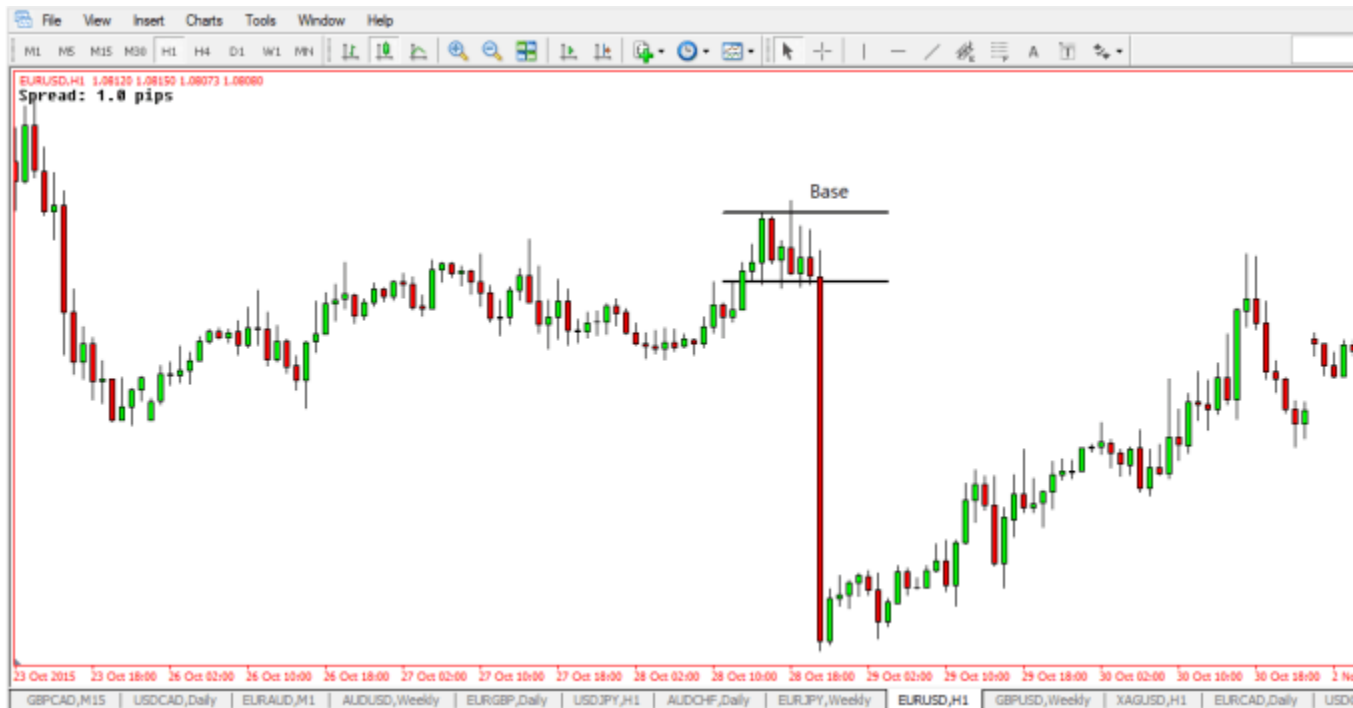 File View Insert Charts Tools Window Help
M1 M5 M15 M30 H1 H4 D1 W1 MN A T
EURUSD,H1 1.08120 1.08150 1.08073 1.08080
Spread: 1.0 pips
Base
23 Oct 2015 23 Oct 18:00 26 Oct 02:00 26 Oct 10:00 26 Oct 18:00 27 Oct 02:00 27 Oct 10:00 27 Oct 18:00 28 Oct 02:00 28 Oct 10:00 28 Oct 18:00 29 Oct 02:00 29 Oct 10:00 29 Oct 18:00 30 Oct 02:00 30 Oct 10:00 30 Oct 18:00 2 No
GBPCAD,M15 USDCAD,Daily EURAUD,M1 AUDUSD,Weekly EURGBP,Daily USDJPY,H1 AUDCHF,Daily EURJPY,Weekly EURUSD,H1 GBPUSD,Weekly XAGUSD,H1 EURCAD,Daily